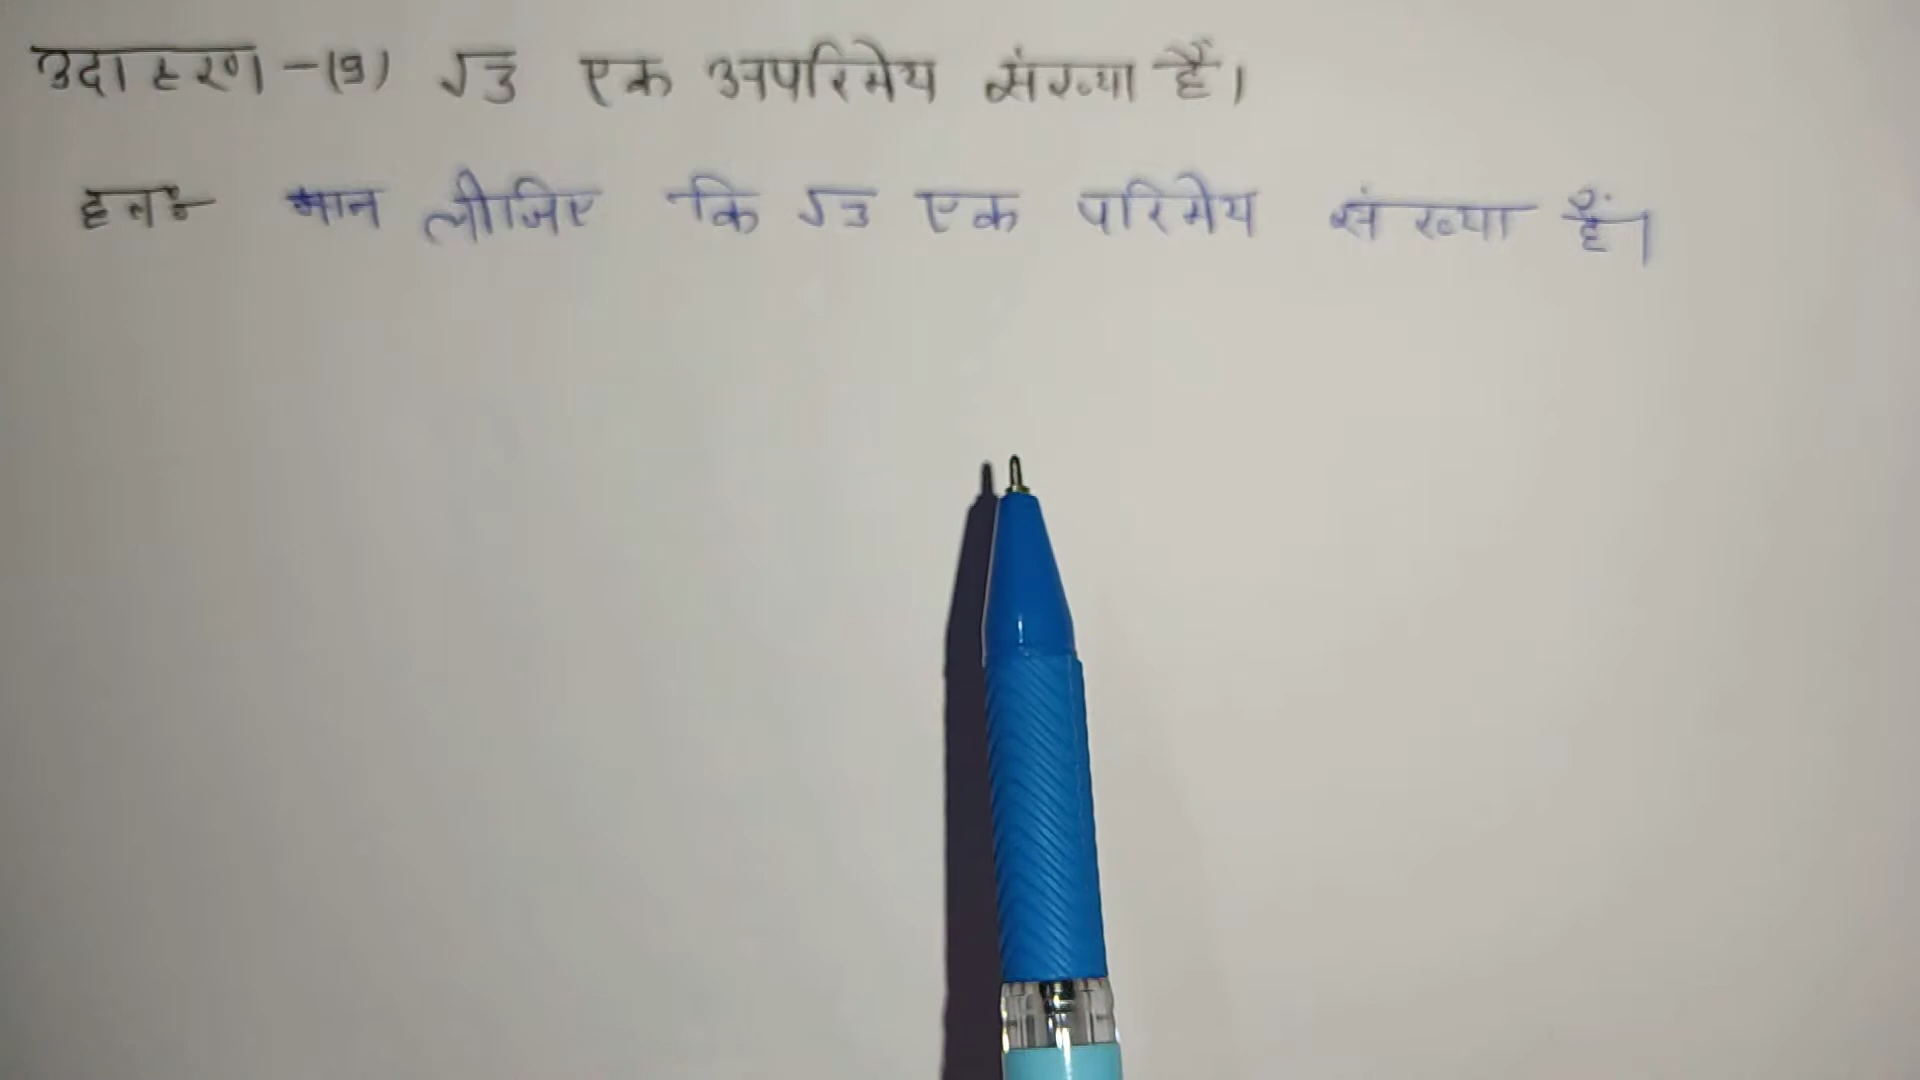 उदाहरण -(9) √3 एक अपरिमेय संख्या है।
हल:- मान लीजिए कि √3 एक परिमेय संख्या हैं।